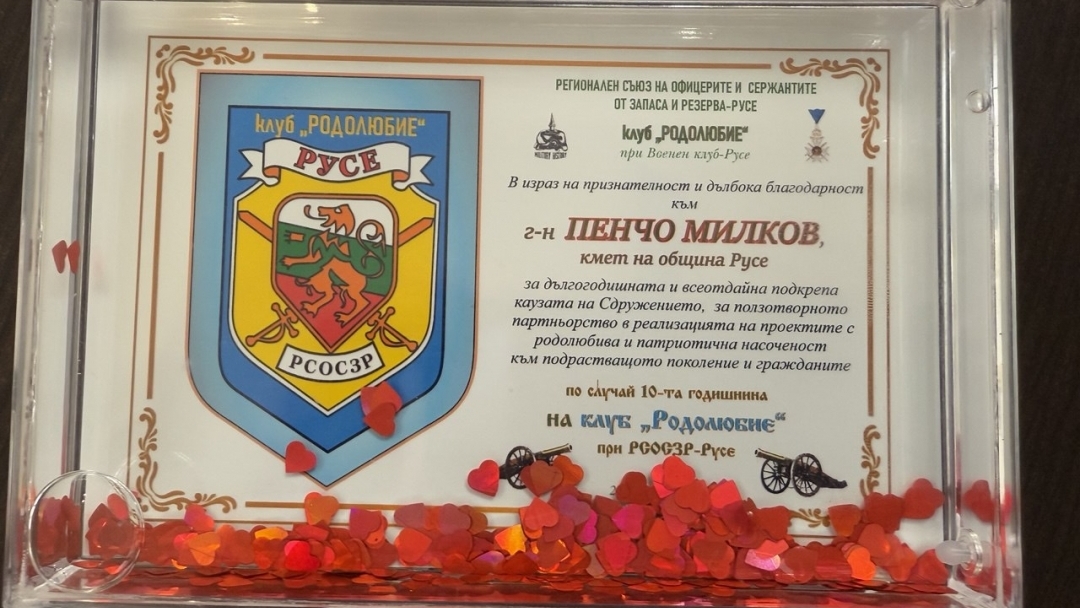 клуб „РОДОЛЮБИЕ“
РУСЕ
РСОСЗР
РЕГИОНАЛЕН СЪЮЗ НА ОФИЦЕРИТЕ И СЕРЖАНТИТЕ
ОТ ЗАПАСА И РЕЗЕРВА-РУСЕ
клуб „РОДОЛЮБИЕ“
при Военен клуб-Русе
MILITARY HISTORY
В израз на признателност и дълбока благодарност
към
г-н ПЕНЧО МИЛКОВ,
кмет на община Русе
за дългогодишната и всеотдайна подкрепа
каузата на Сдружението, за ползотворното
партньорство в реализацията на проектите с
родолюбива и патриотична насоченост
към подрастващото поколение и гражданите
по случай 10-та годишнина
на клуб „Родолюбие“
при РСОСЗР-Русе